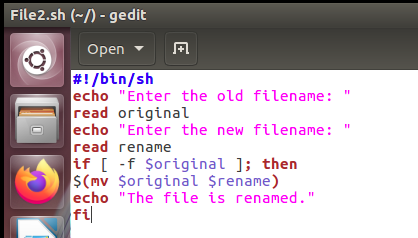 File2.sh (~/) - gedit
Open
#!/bin/sh
echo "Enter the old filename: "
read original
echo "Enter the new filename: "
read rename
if [ -f $original ]; then
$(mv $original $rename)
echo "The file is renamed."
fi